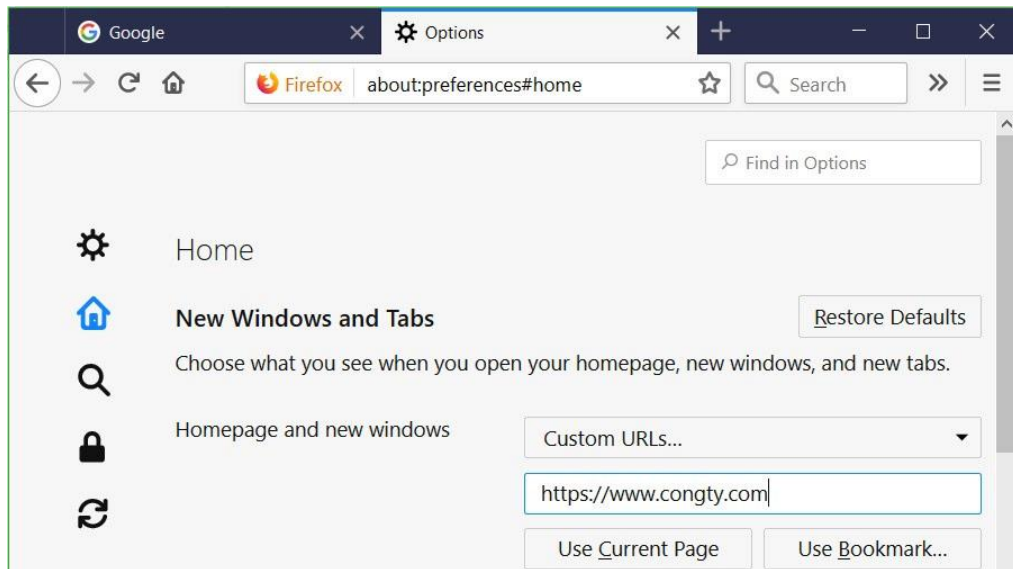 Google
Options
Firefox about:preferences#home
Search
Find in Options
Home
New Windows and Tabs
Restore Defaults
Choose what you see when you open your homepage, new windows, and new tabs.
Homepage and new windows
Custom URLs...
https://www.congty.com
Use Current Page
Use Bookmark...